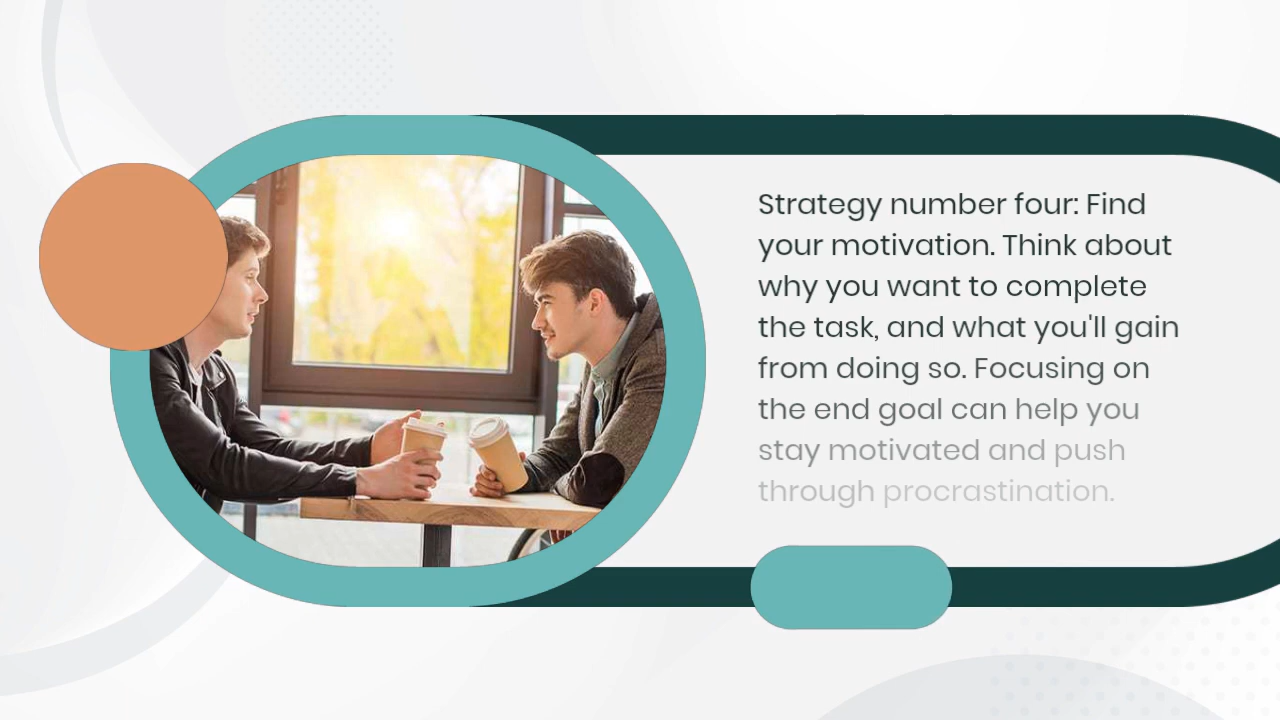 Strategy number four: Find
your motivation. Think about
why you want to complete
the task, and what you'll gain
from doing so. Focusing on
the end goal can help you
stay motivated and push
through procrastination.